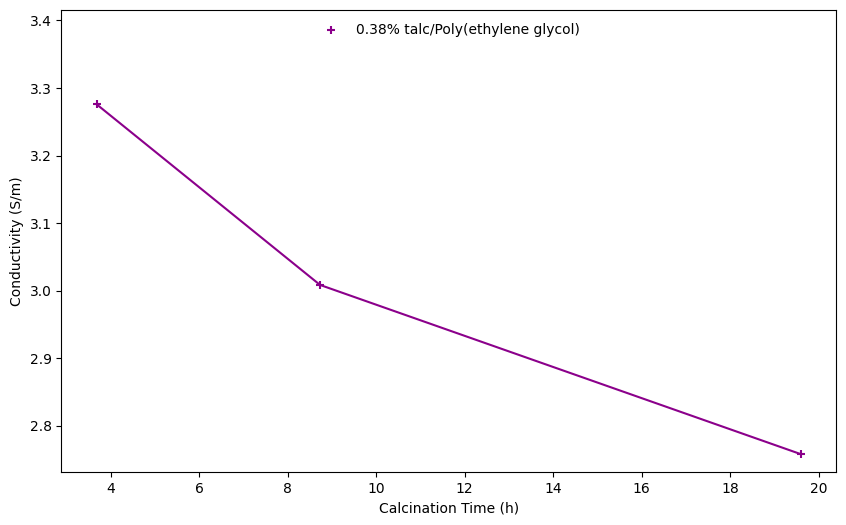 0.38% talc/Poly(ethylene glycol)
3.4
3.3
3.2
3.1
3.0
2.9
2.8
Conductivity (S/m)
4 6 8 10 12 14 16 18 20
Calcination Time (h)